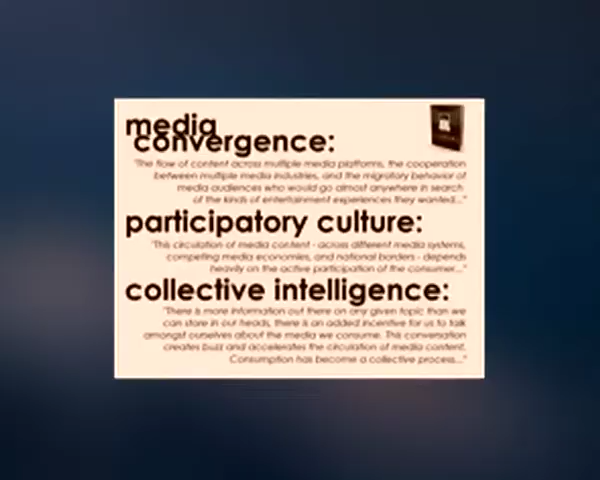 media
convergence:
"The flow of content across multiple media platforms, the cooperation
between multiple media industries, and the migratory behavior of
media audiences who would go almost anywhere in search
of the kinds of entertainment experiences they wanted..."
participatory culture:
"This circulation of media content - across different media systems,
competing media economies, and national borders - depends
heavily on the active participation of the consumer..."
collective intelligence:
"There is more information out there on any given topic than we
can store in our heads, there is an added incentive for us to talk
amongst ourselves about the media we consume. This conversation
creates buzz and accelerates the circulation of media content.
Consumption has become a collective process..."